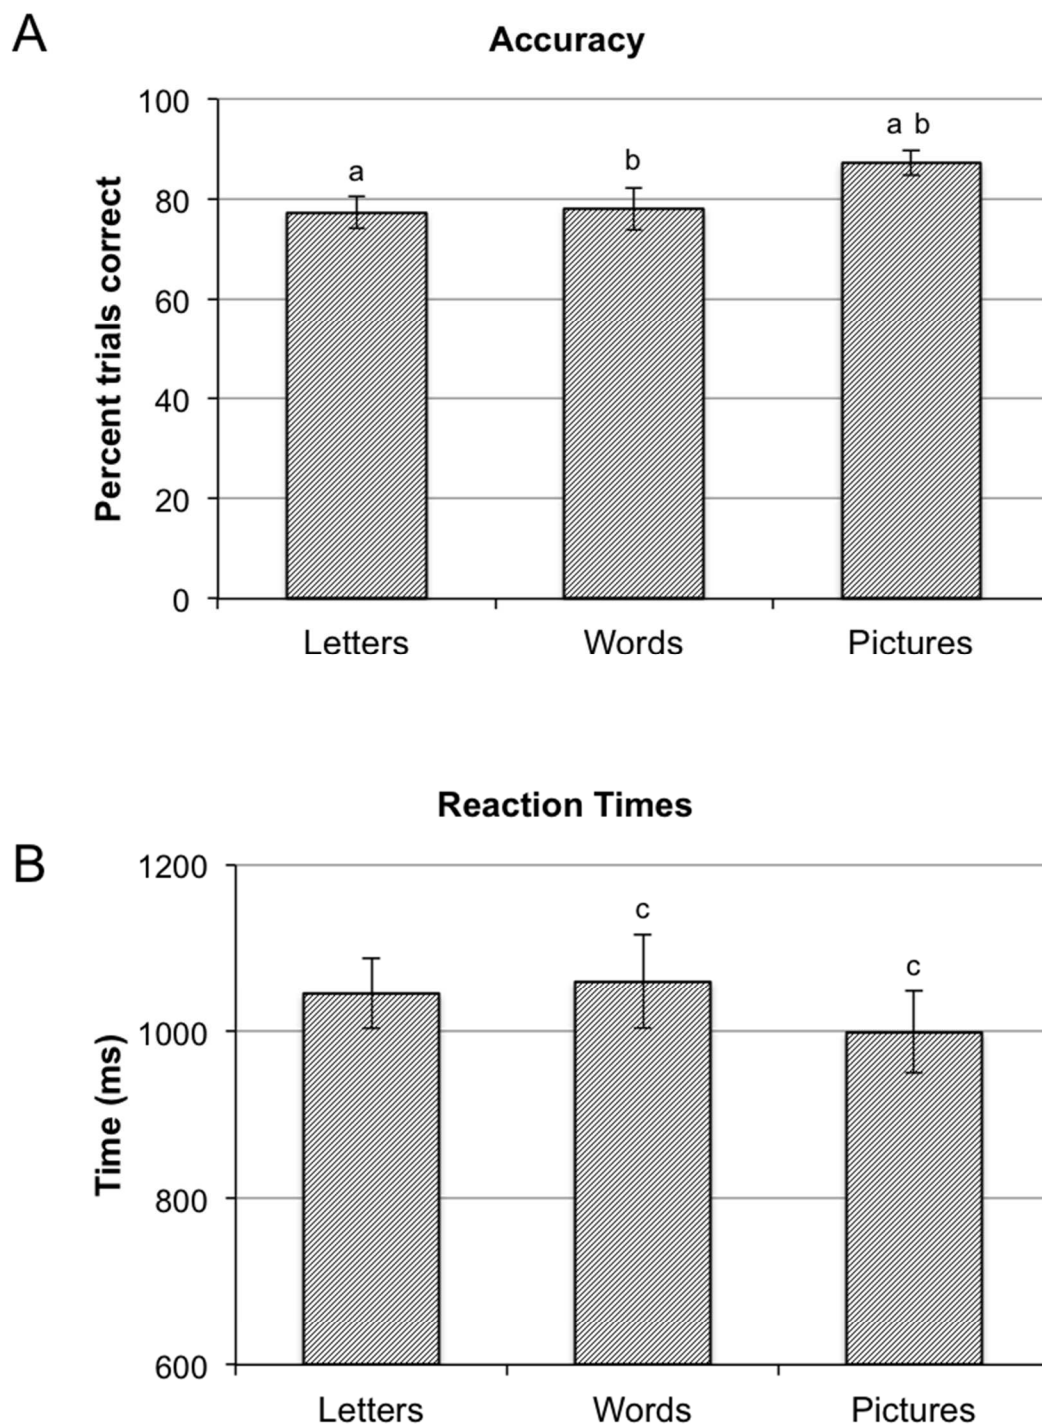 A
Accuracy
Percent trials correct
100
80
60
40
20
0
a
b
a b
Letters Words Pictures
B
Reaction Times
Time (ms)
1200
1000
800
600
c
c
Letters Words Pictures